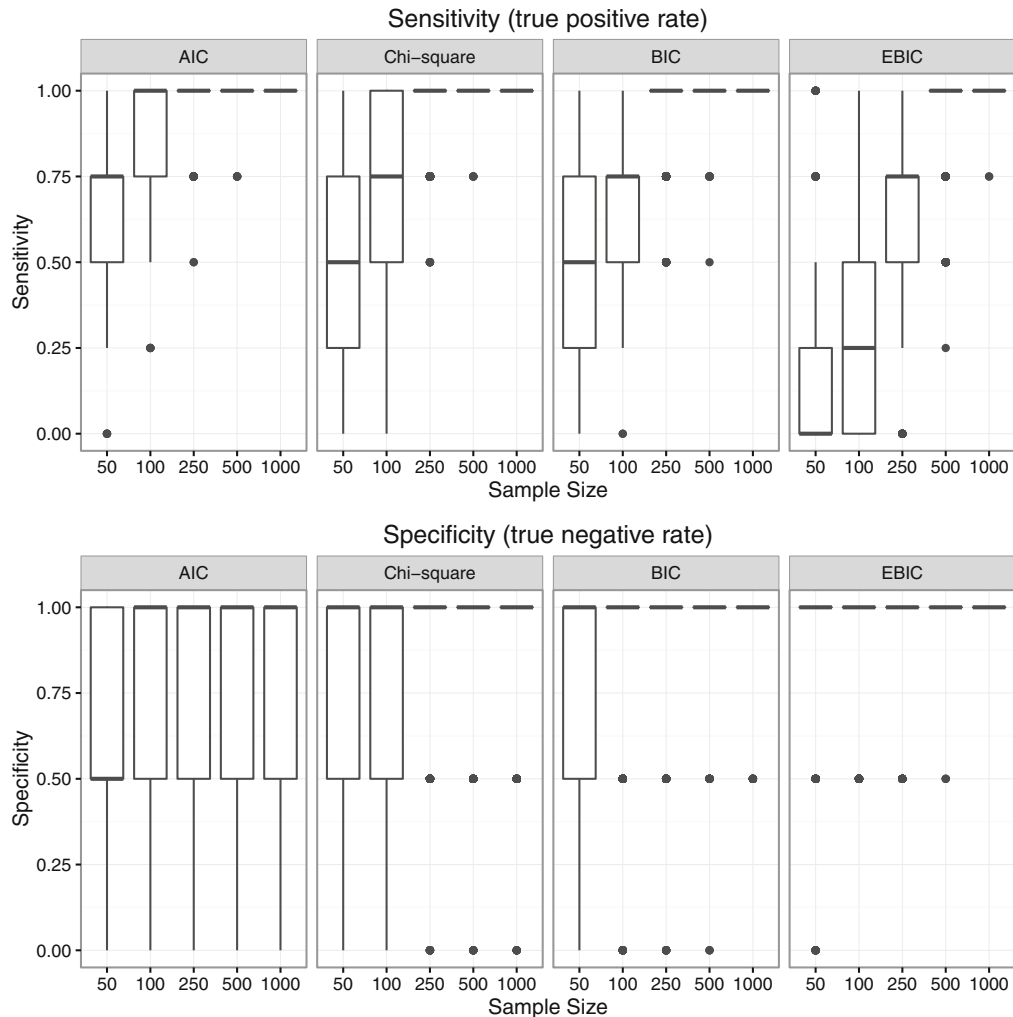 Sensitivity (true positive rate)
AIC
Chi−square
BIC
EBIC
Sensitivity
1.00
0.75
0.50
0.25
0.00
50 100 250 500 1000
50 100 250 500 1000
50 100 250 500 1000
50 100 250 500 1000
Sample Size
Specificity (true negative rate)
AIC
Chi−square
BIC
EBIC
Specificity
1.00
0.75
0.50
0.25
0.00
50 100 250 500 1000
50 100 250 500 1000
50 100 250 500 1000
50 100 250 500 1000
Sample Size